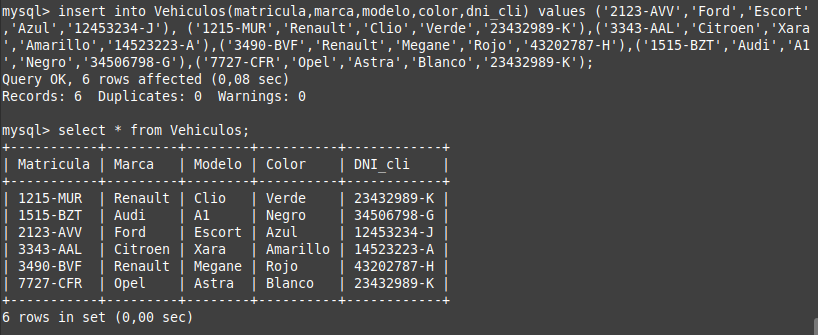 mysql> insert into Vehiculos(matricula,marca,modelo,color,dni_cli) values ('2123-AVV','Ford','Escort'
,'Azul','12453234-J'), ('1215-MUR','Renault','Clio','Verde','23432989-K'),('3343-AAL','Citroen','Xara
','Amarillo','14523223-A'),('3490-BVF','Renault','Megane','Rojo','43202787-H'),('1515-BZT','Audi','A1
','Negro','34506798-G'),('7727-CFR','Opel','Astra','Blanco','23432989-K');
Query OK, 6 rows affected (0,08 sec)
Records: 6  Duplicates: 0  Warnings: 0

mysql> select * from Vehiculos;
+-----------+---------+--------+----------+------------+
| Matricula | Marca   | Modelo | Color    | DNI_cli    |
+-----------+---------+--------+----------+------------+
| 1215-MUR  | Renault | Clio   | Verde    | 23432989-K |
| 1515-BZT  | Audi    | A1     | Negro    | 34506798-G |
| 2123-AVV  | Ford    | Escort | Azul     | 12453234-J |
| 3343-AAL  | Citroen | Xara   | Amarillo | 14523223-A |
| 3490-BVF  | Renault | Megane | Rojo     | 43202787-H |
| 7727-CFR  | Opel    | Astra  | Blanco   | 23432989-K |
+-----------+---------+--------+----------+------------+
6 rows in set (0,00 sec)